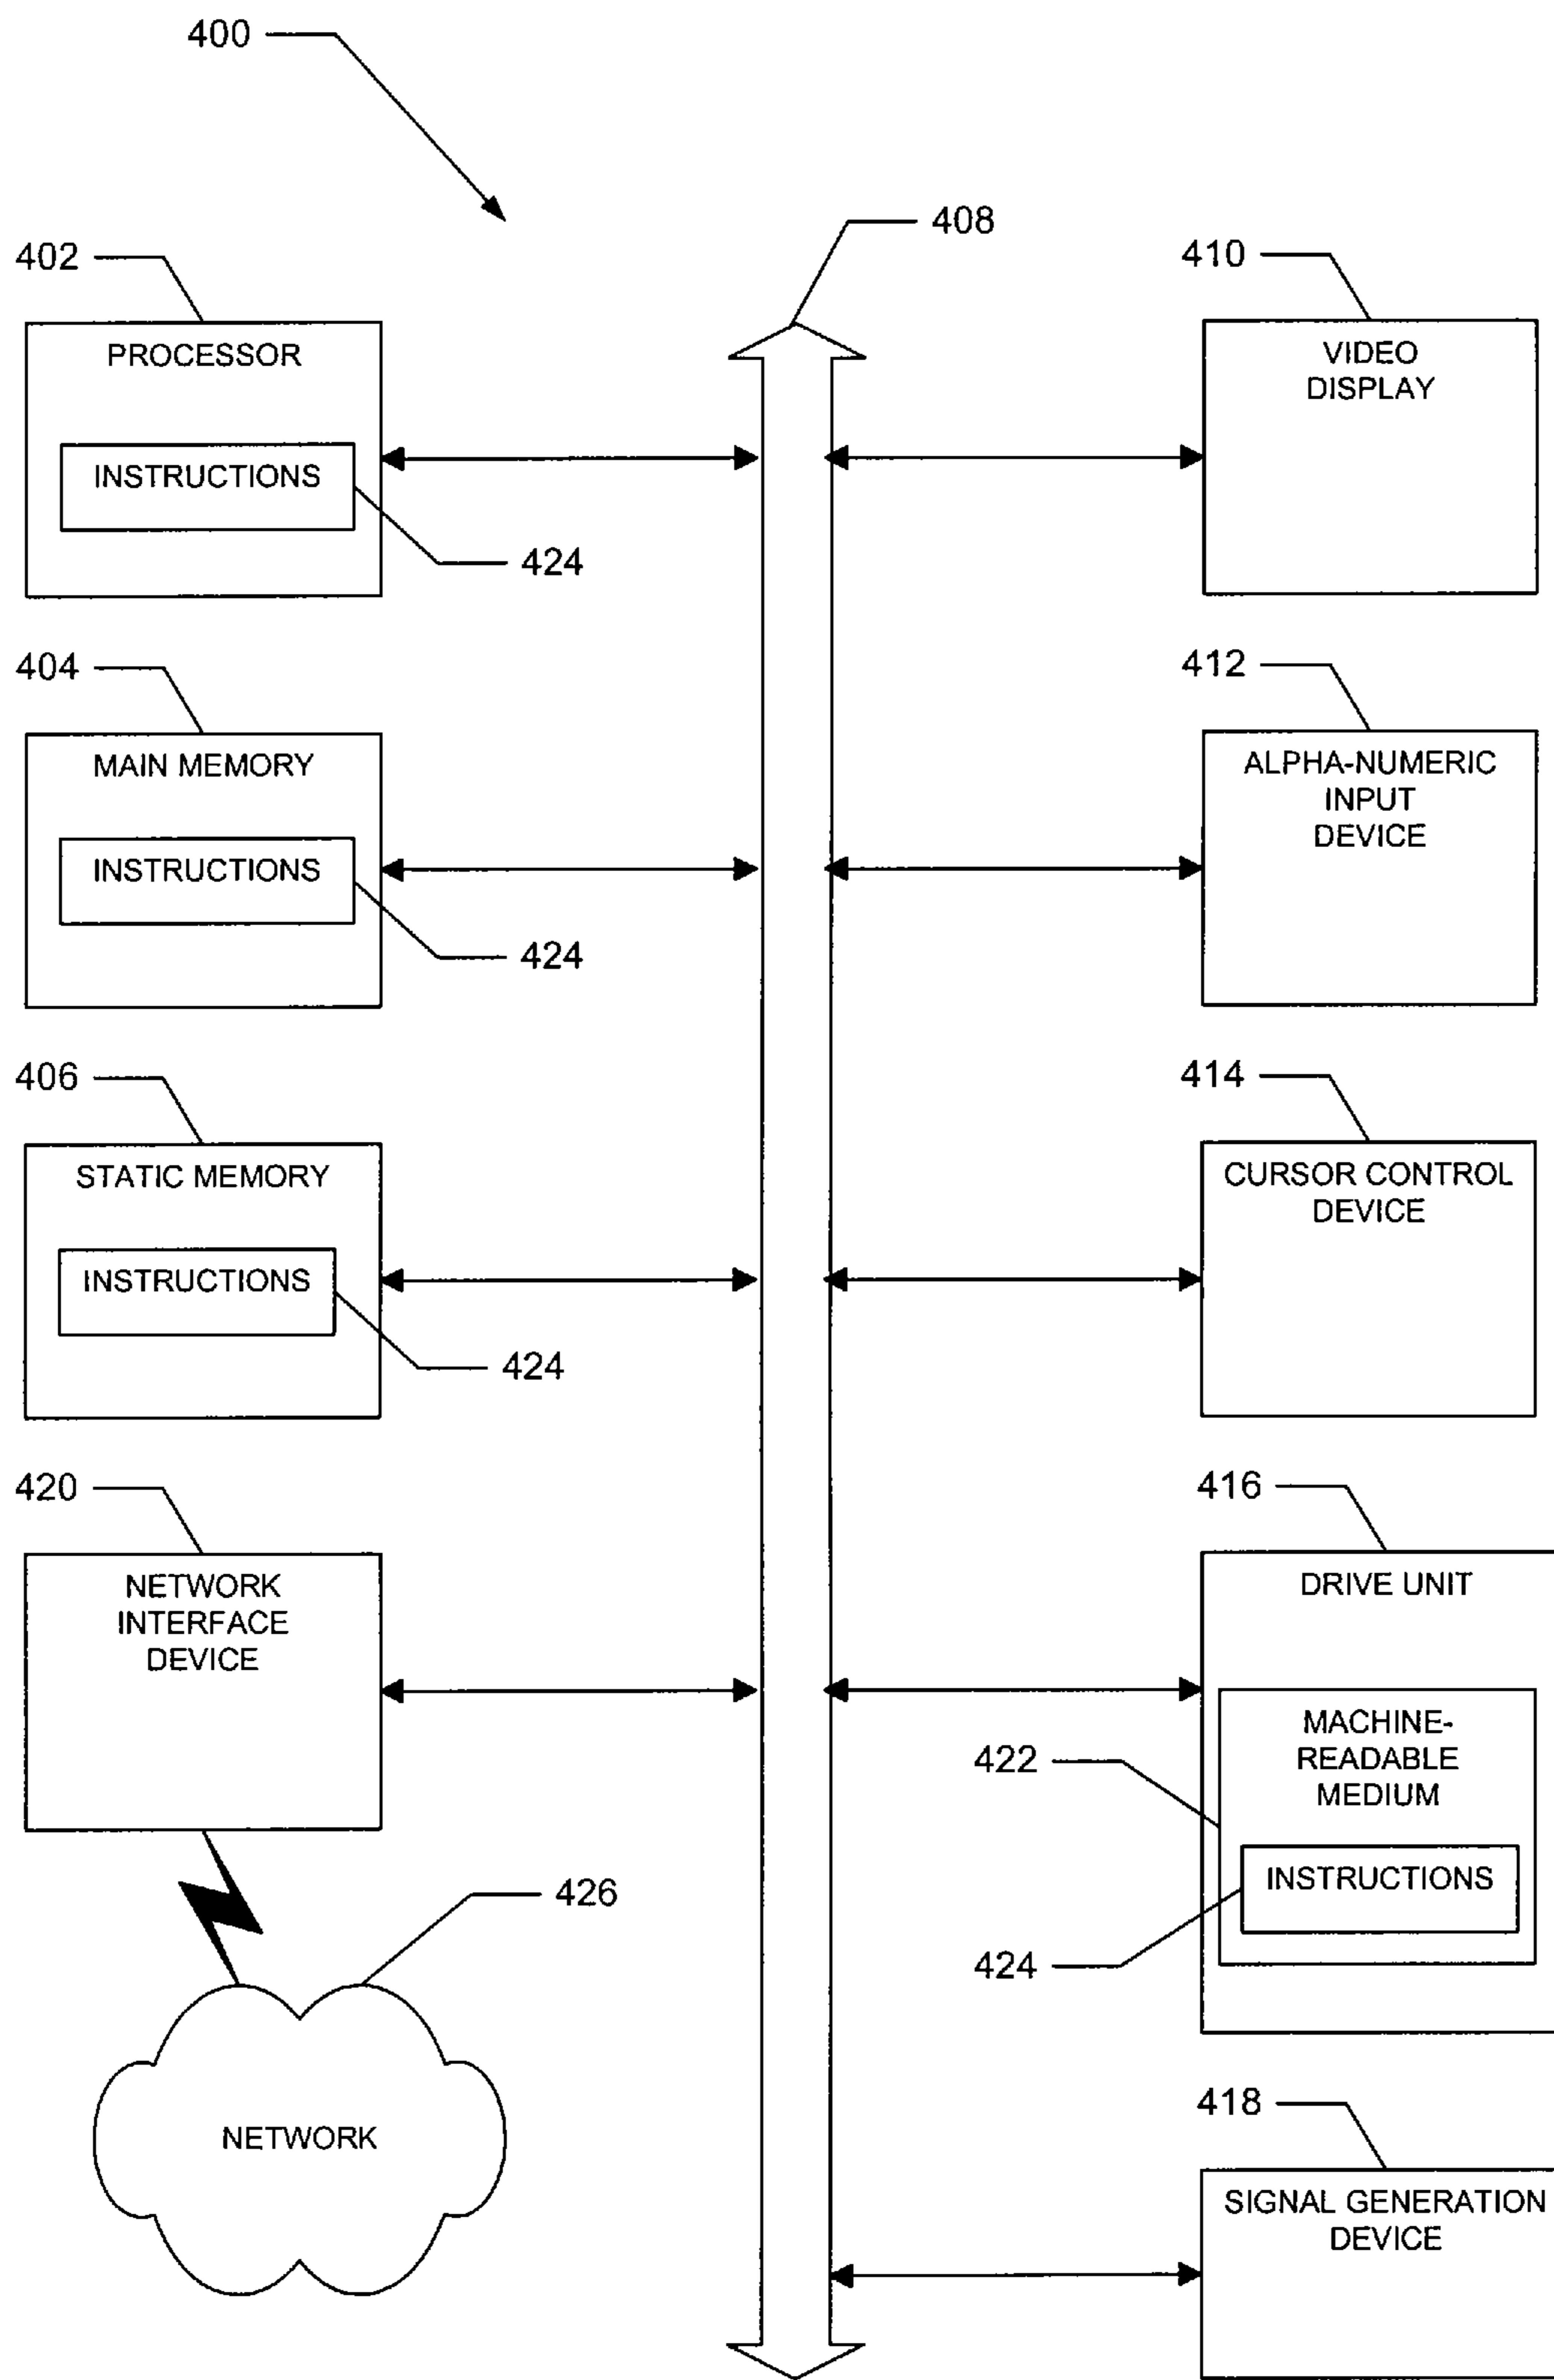 400
408
402
PROCESSOR
INSTRUCTIONS
424
410
VIDEO
DISPLAY
404
MAIN MEMORY
INSTRUCTIONS
424
412
ALPHA-NUMERIC
INPUT
DEVICE
406
STATIC MEMORY
INSTRUCTIONS
424
414
CURSOR CONTROL
DEVICE
420
NETWORK
INTERFACE
DEVICE
416
DRIVE UNIT
422
MACHINE-
READABLE
MEDIUM
INSTRUCTIONS
424
426
NETWORK
418
SIGNAL GENERATION
DEVICE